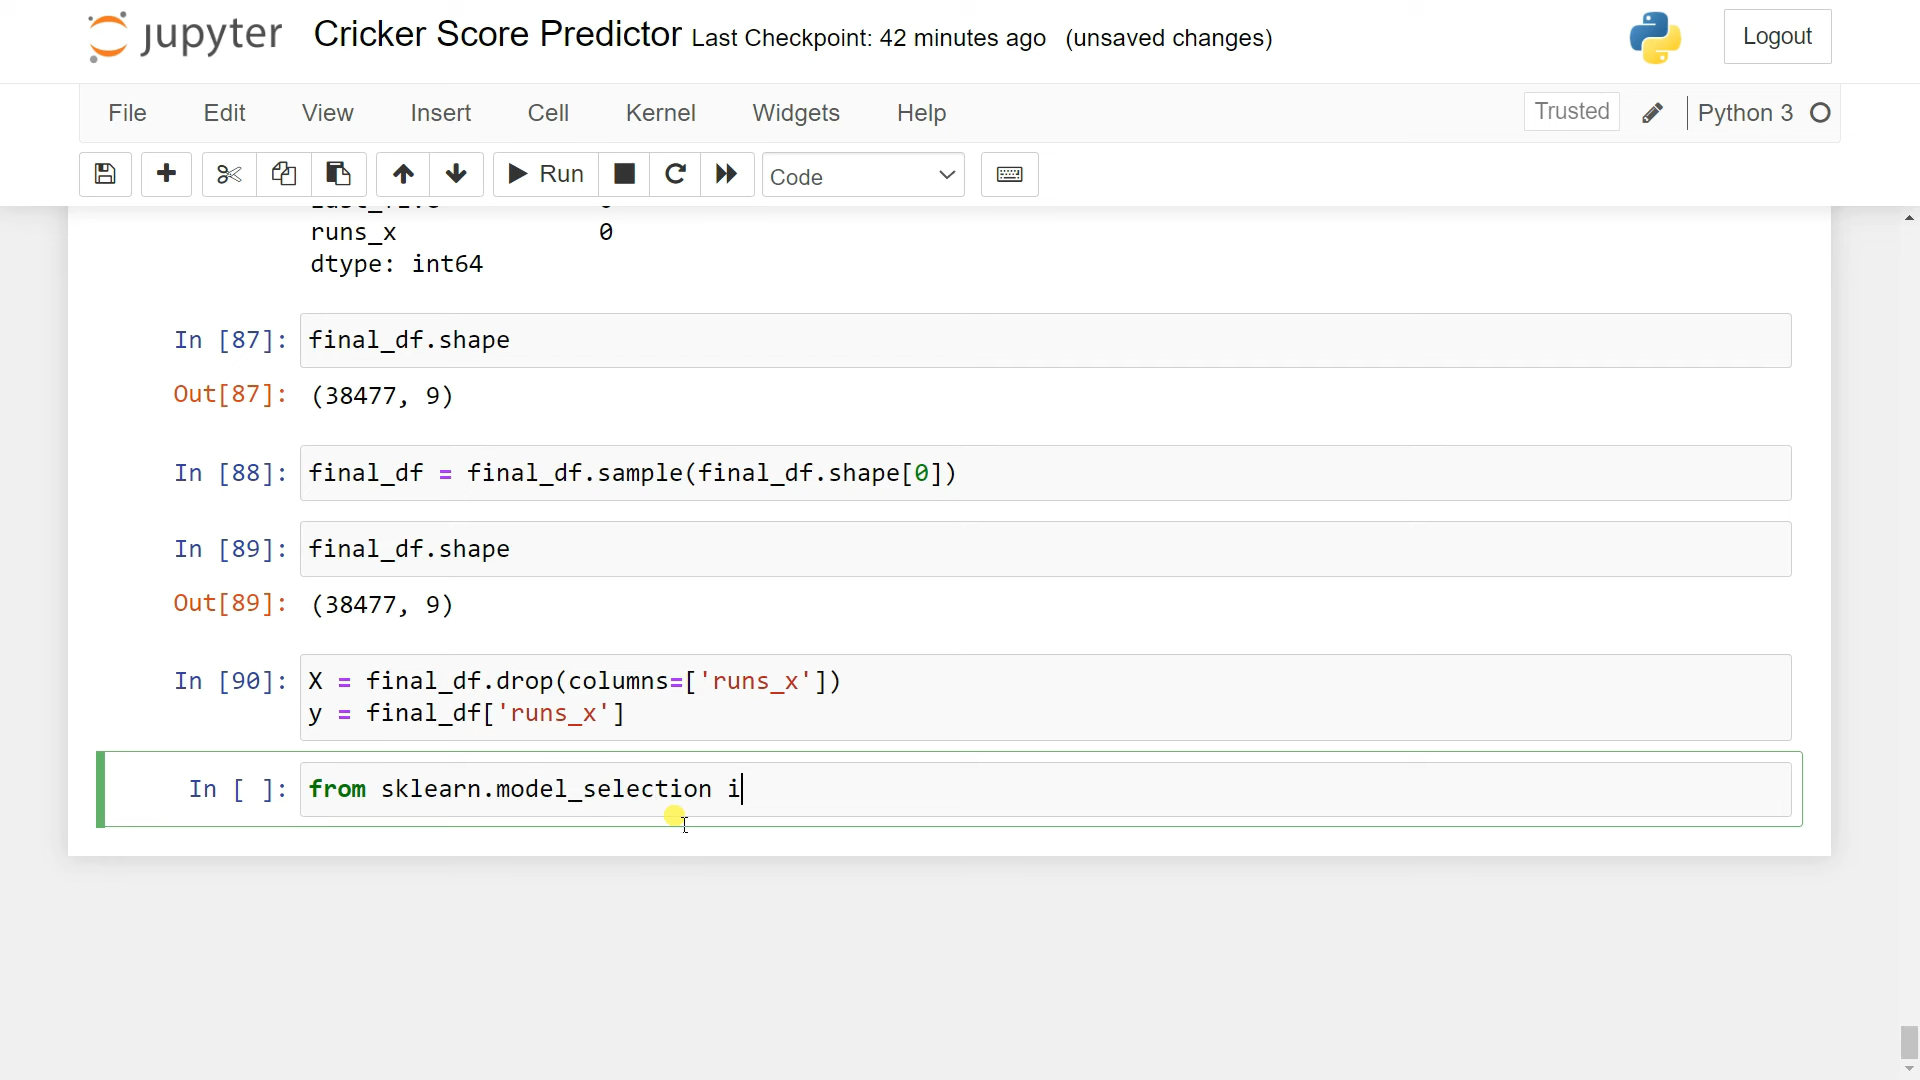 jupyter Cricker Score Predictor Last Checkpoint: 42 minutes ago (unsaved changes) Logout
File Edit View Insert Cell Kernel Widgets Help Trusted Python 3
Run Code
runs_x 0
dtype: int64
In [87]: final_df.shape
Out[87]: (38477, 9)
In [88]: final_df = final_df.sample(final_df.shape[0])
In [89]: final_df.shape
Out[89]: (38477, 9)
In [90]: X = final_df.drop(columns=['runs_x'])
y = final_df['runs_x']
In [ ]: from sklearn.model_selection i